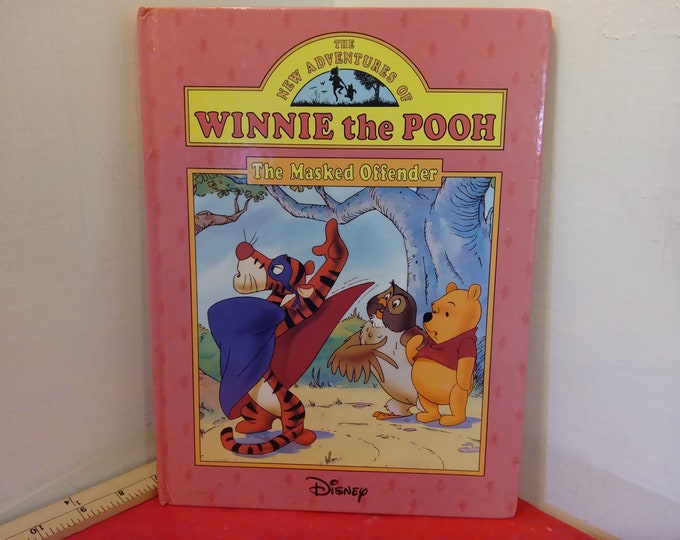 THE
NEW ADVENTURES OF
WINNIE the POOH
The Masked Offender
Disney